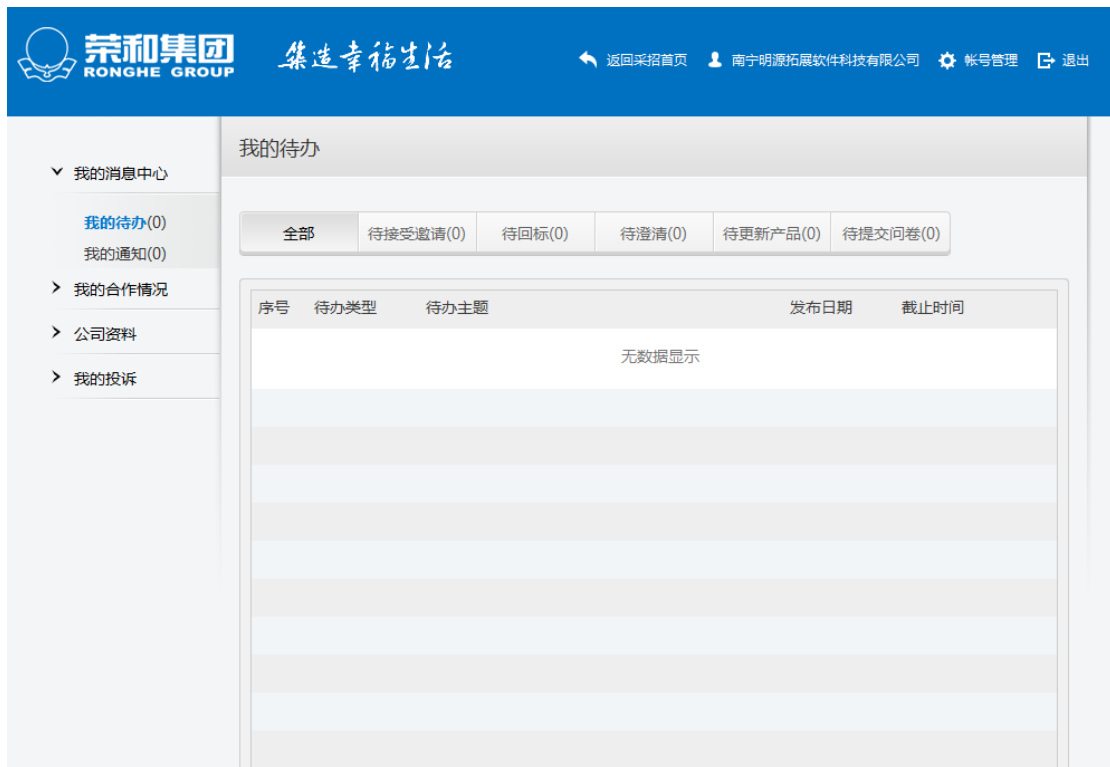 荣和集团
RONGHE GROUP
集造幸福生活
返回采招首页 南宁明源拓展软件科技有限公司 帐号管理 退出
我的消息中心
我的待办(0)
我的通知(0)
我的合作情况
公司资料
我的投诉
我的待办
全部 待接受邀请(0) 待回标(0) 待澄清(0) 待更新产品(0) 待提交问卷(0)
序号 待办类型 待办主题 发布日期 截止时间
无数据显示